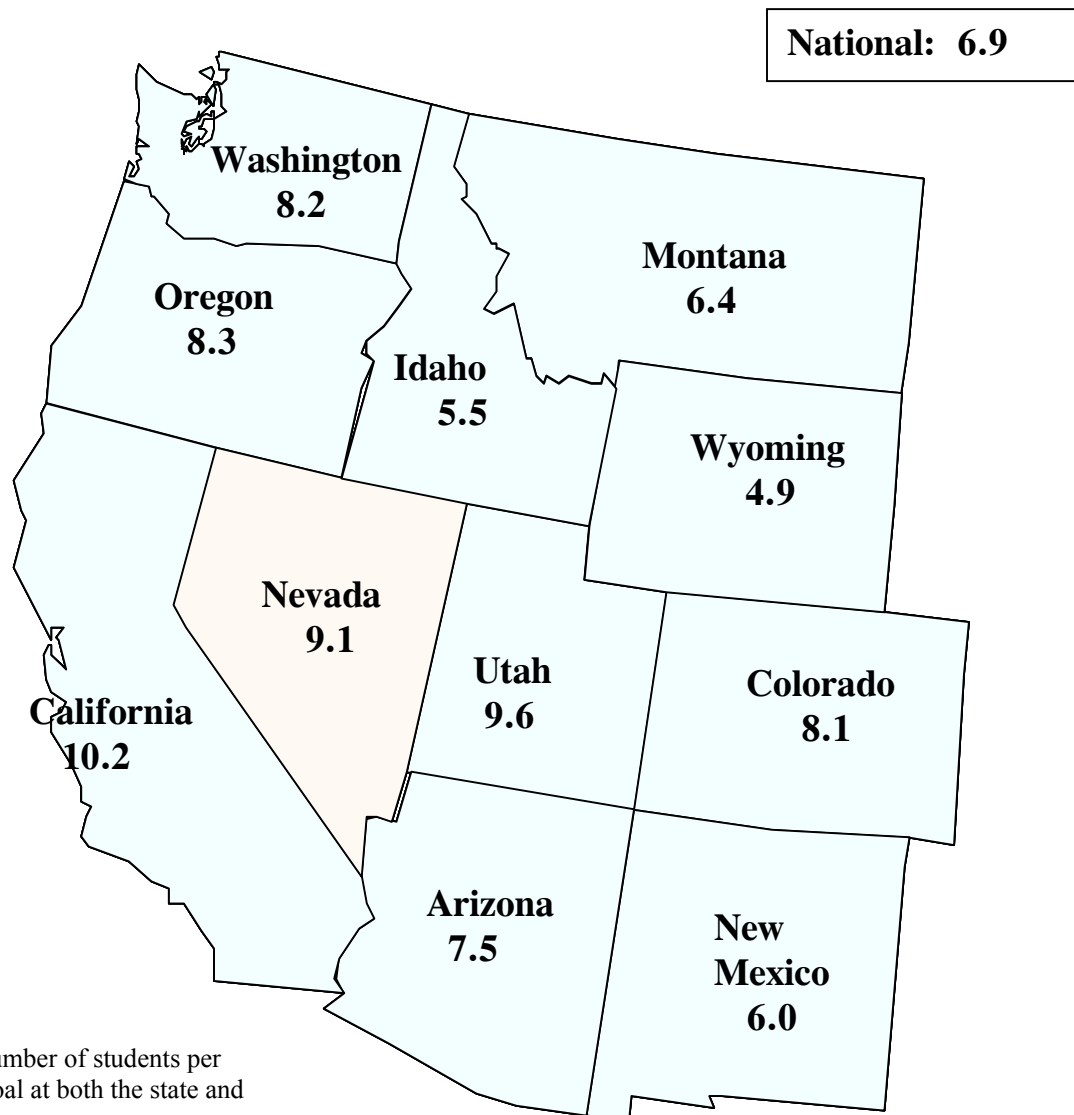 National: 6.9
Washington
8.2
Montana
6.4
Oregon
8.3
Idaho
5.5
Wyoming
4.9
Nevada
9.1
Utah
9.6
Colorado
8.1
California
10.2
Arizona
7.5
New
Mexico
6.0
of students per
at both the state and